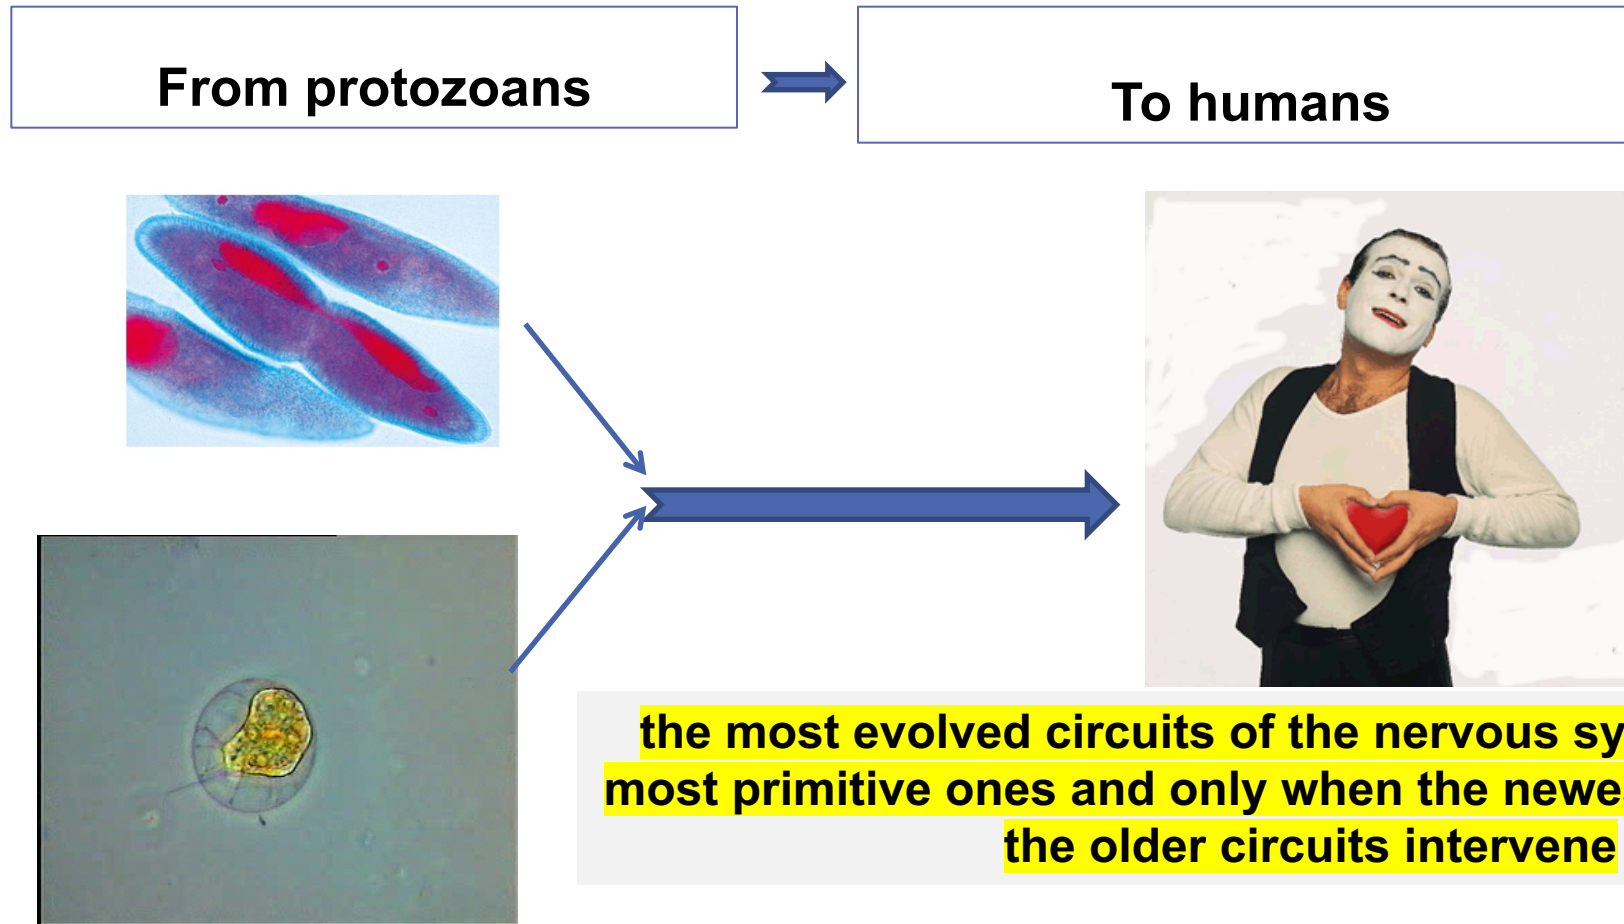 From protozoans
To humans
the most evolved circuits of the nervous sy
most primitive ones and only when the newe
the older circuits intervene